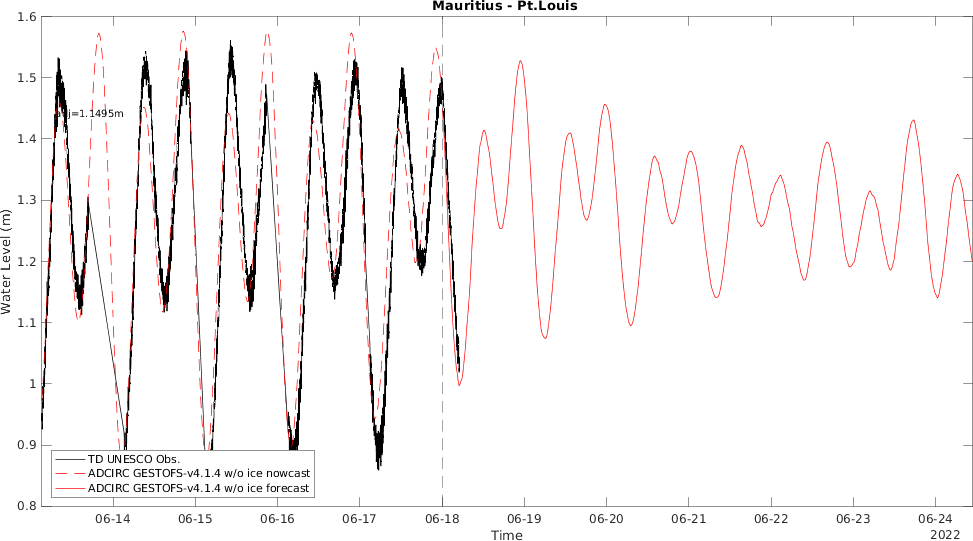 Mauritius - Pt.Louis
1.6
1.5
j=1.1495m
1.4
1.3
1.2
1.1
1
0.9
0.8
Water Level (m)
TD UNESCO Obs.
ADCIRC GESTOFS-v4.1.4 w/o ice nowcast
ADCIRC GESTOFS-v4.1.4 w/o ice forecast
06-14 06-15 06-16 06-17 06-18 06-19 06-20 06-21 06-22 06-23 06-24
Time
2022